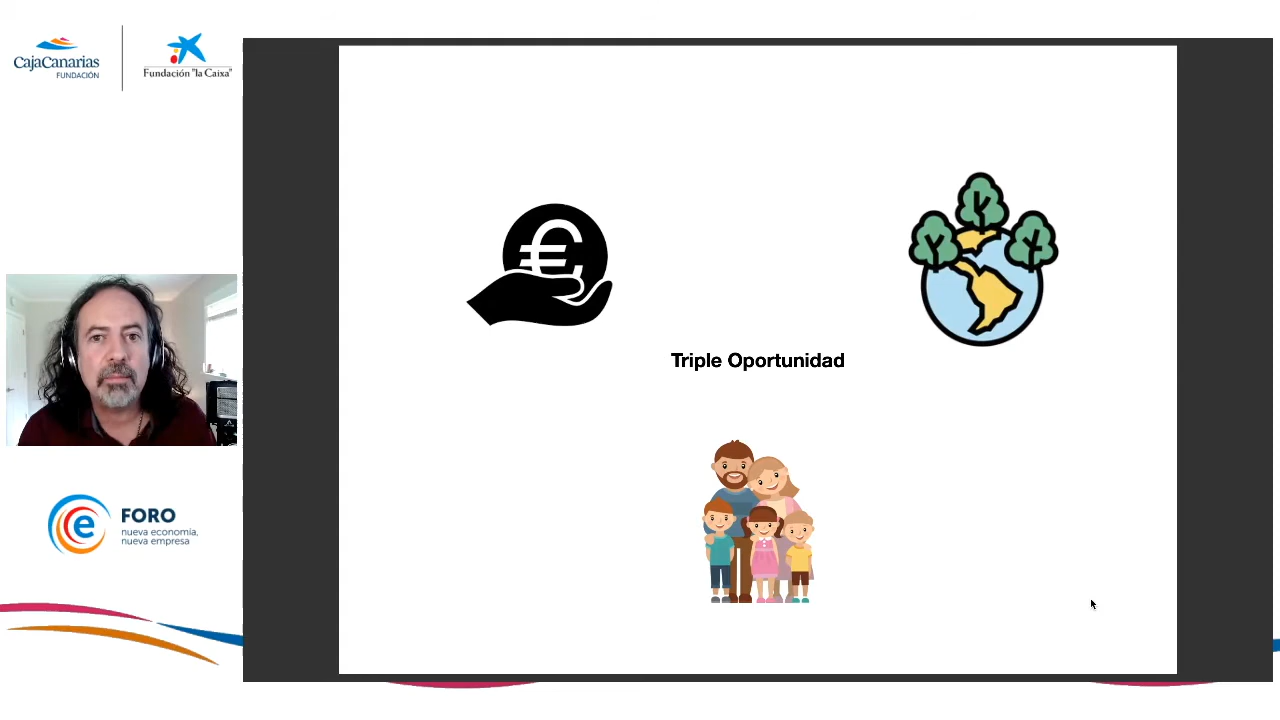 CajaCanarias
FUNDACIÓN
Fundación "la Caixa"
€
Triple Oportunidad
e
FORO
nueva economía,
nueva empresa